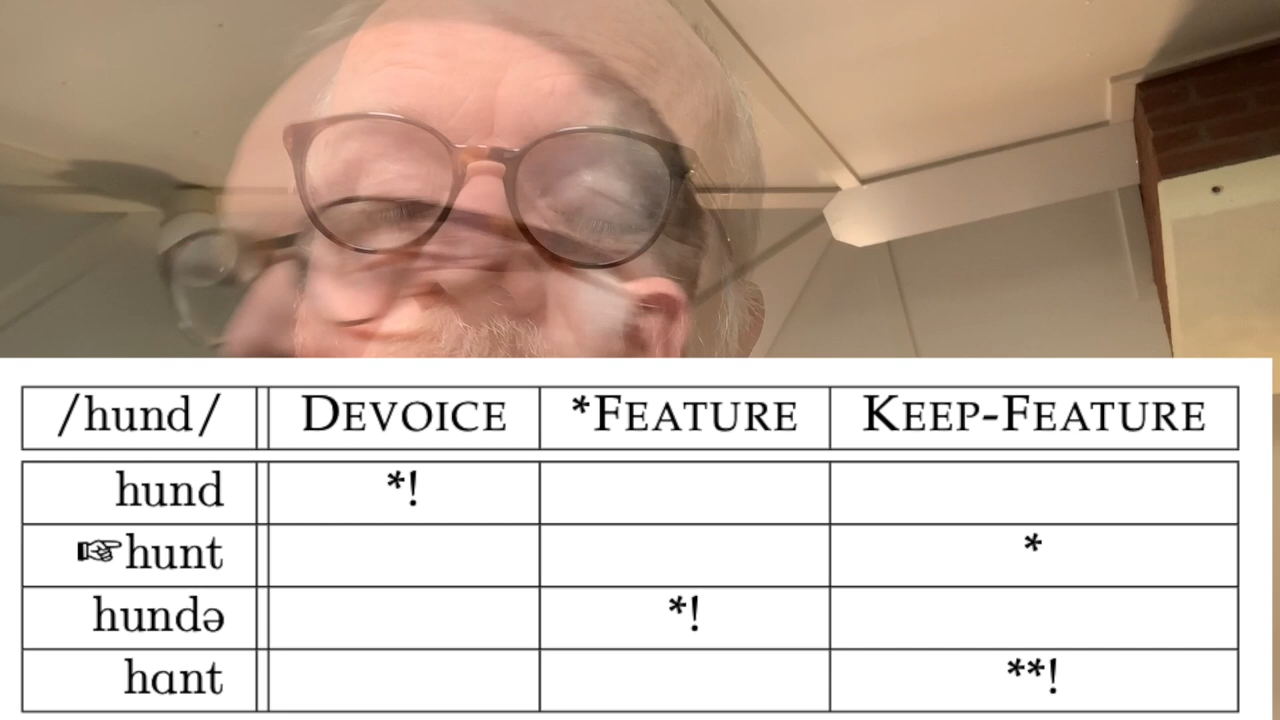 /hund/ DEVOICE *FEATURE KEEP-FEATURE
hund *!
☞hunt *
hundə *!
hɑnt **!